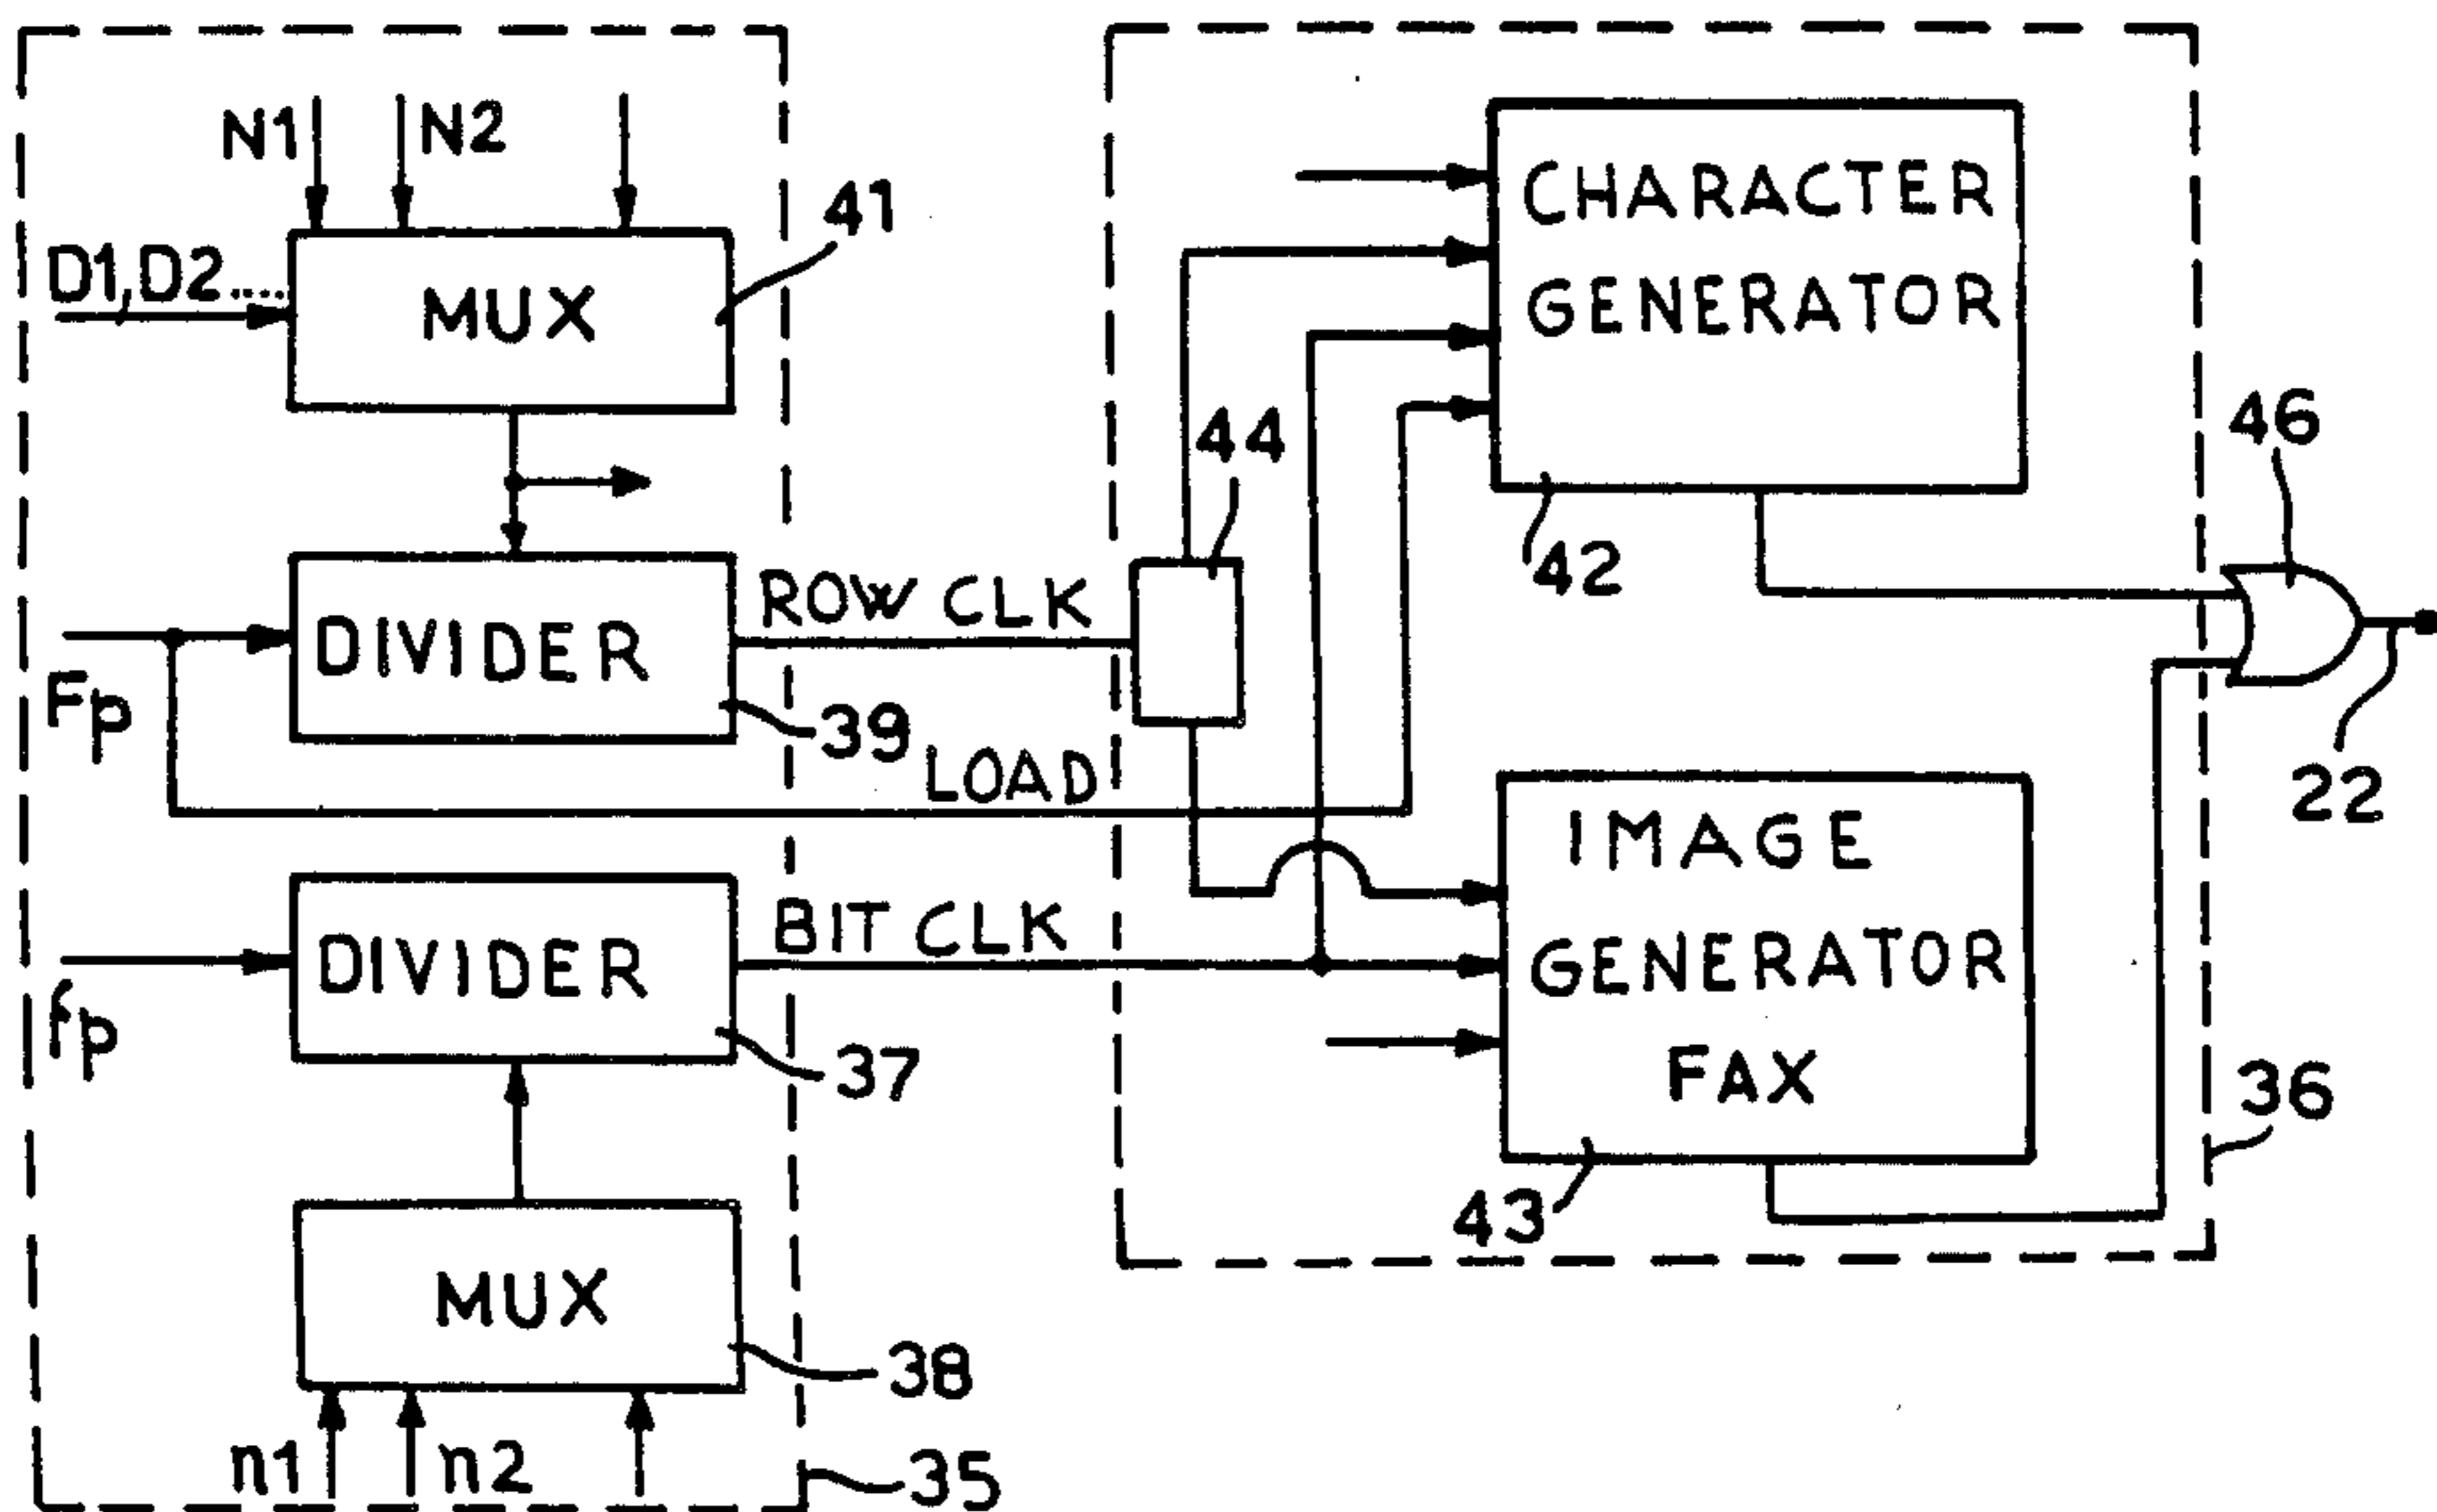 N1
N2
41
D1,D2....
MUX
CHARACTER
GENERATOR
44
46
42
ROW CLK
DIVIDER
Fp
39
LOAD
22
IMAGE
GENERATOR
FAX
BIT CLK
DIVIDER
fp
37
36
43
MUX
38
n1
n2
35